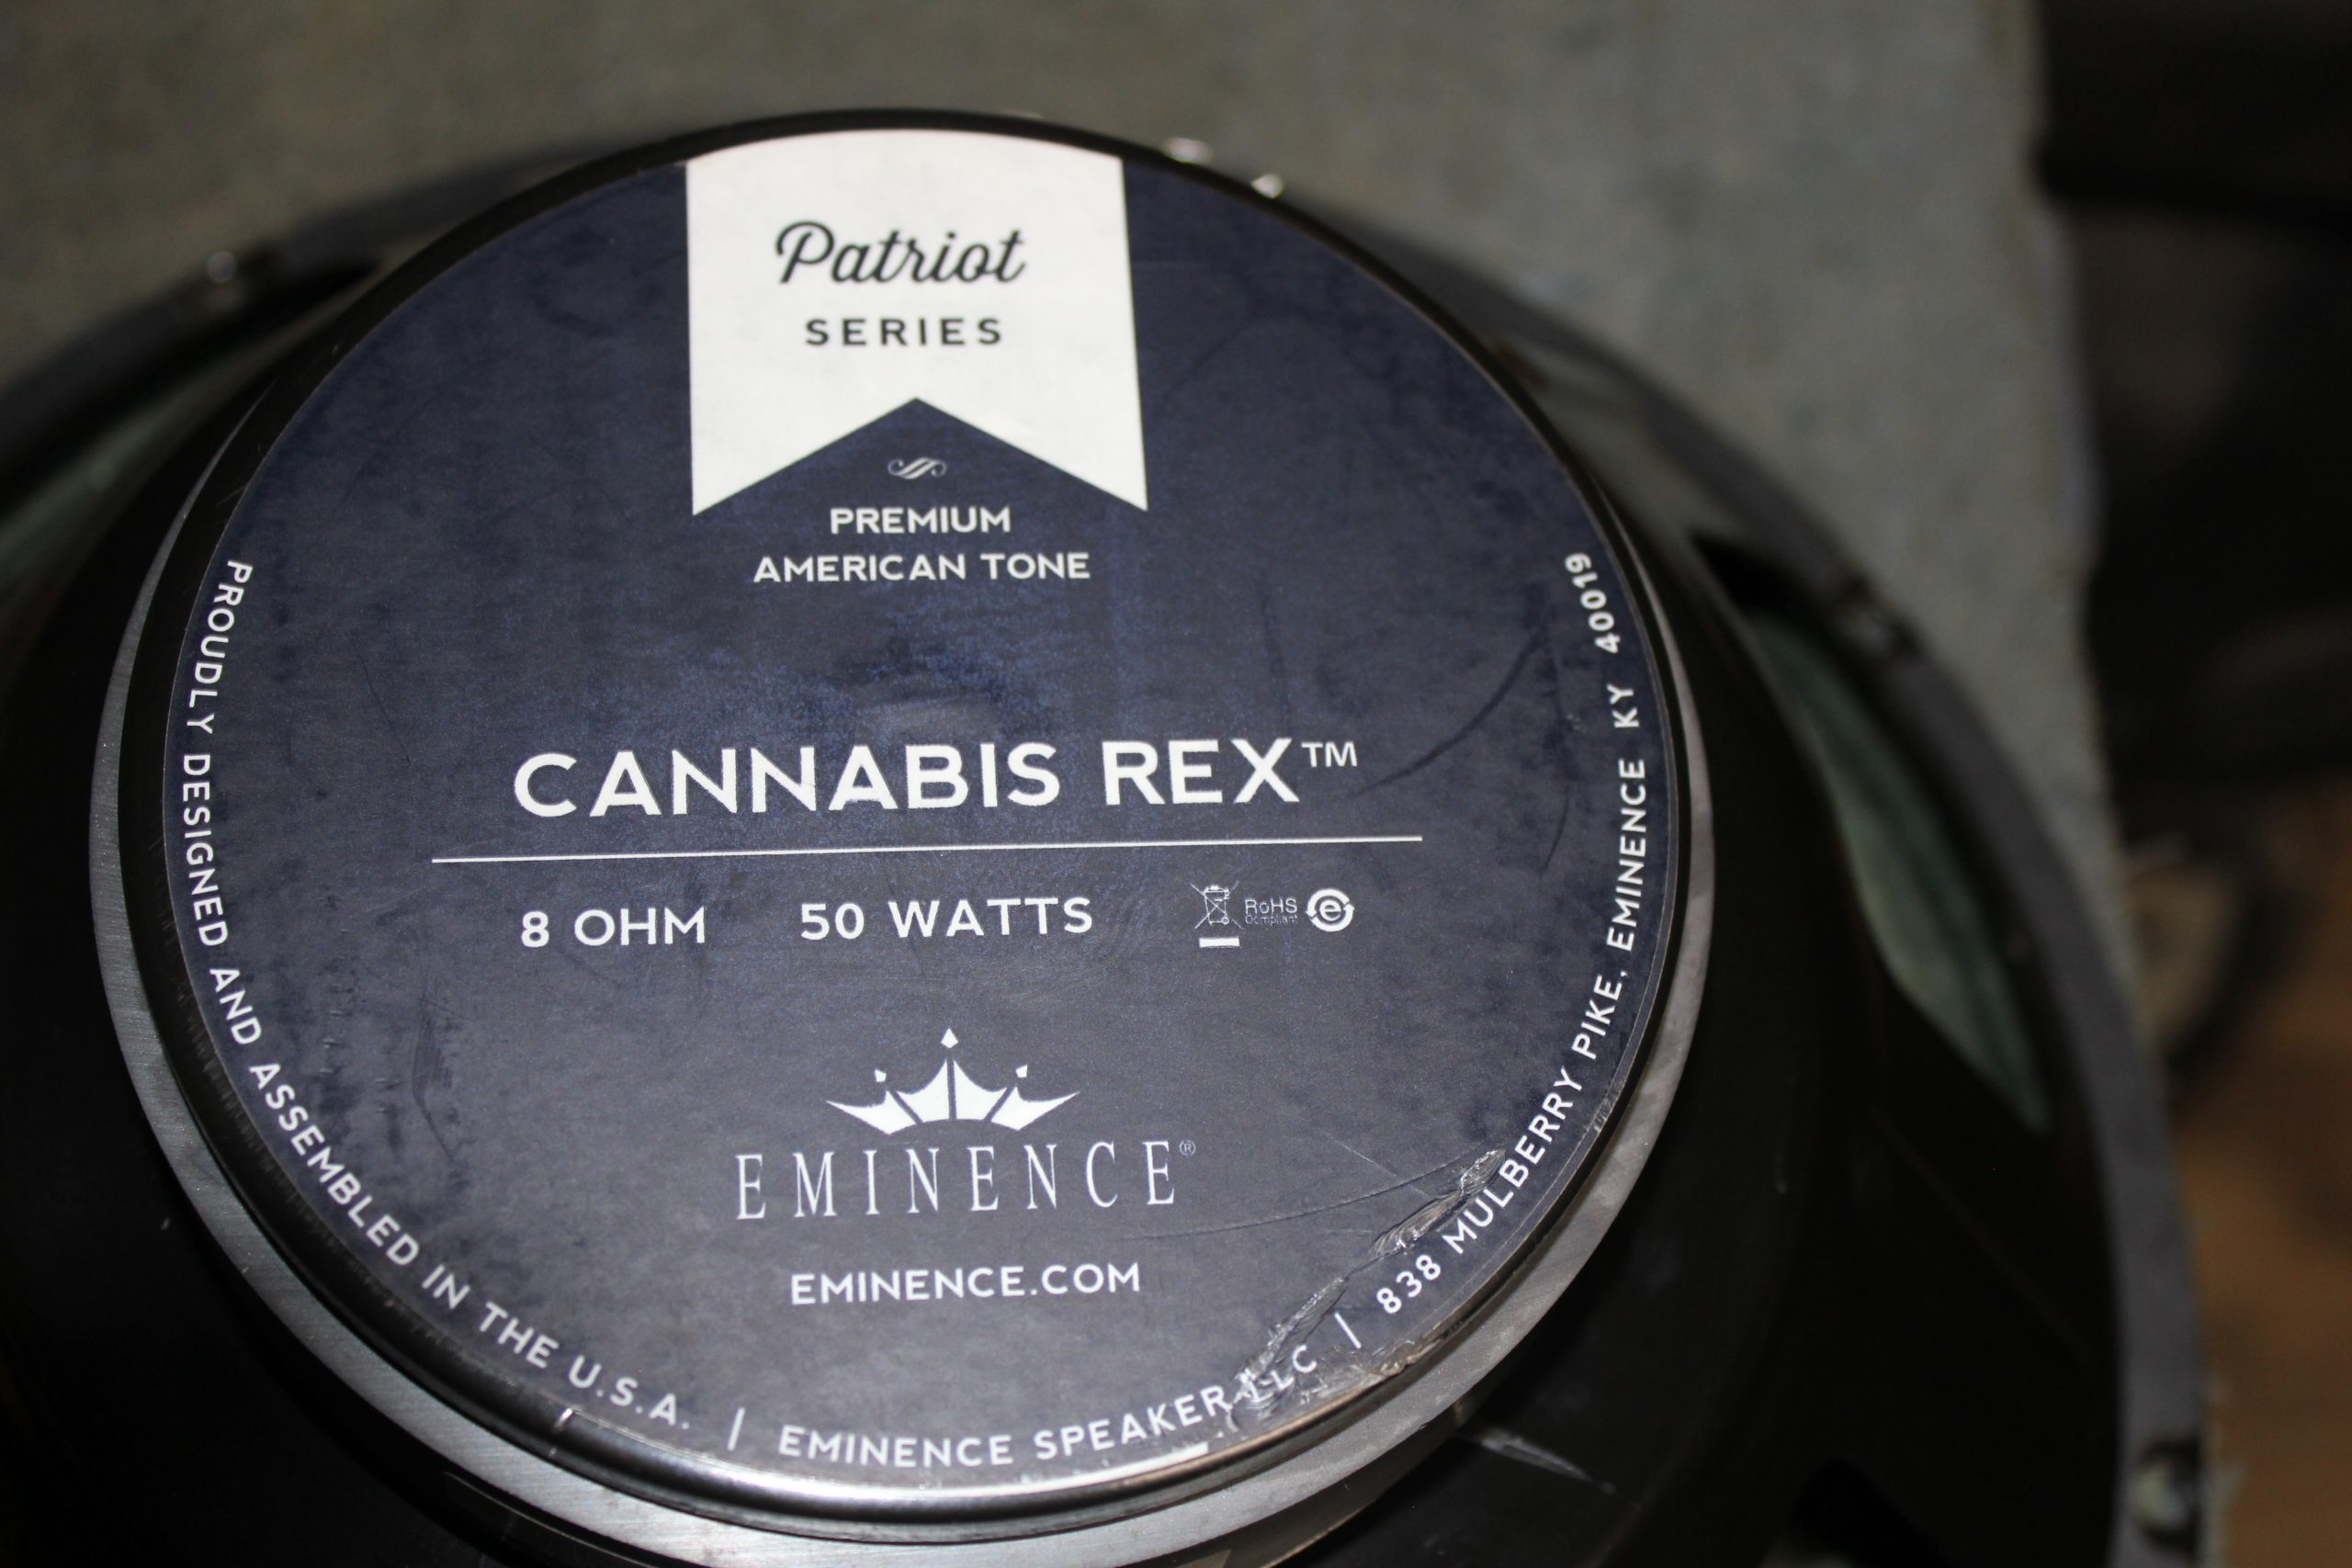 Patriot
SERIES
PREMIUM
AMERICAN TONE
CANNABIS REX™
8 OHM 50 WATTS RoHS Compliant e
EMINENCE®
EMINENCE.COM
PROUDLY DESIGNED AND ASSEMBLED IN THE U.S.A. | EMINENCE SPEAKER LLC | 838 MULBERRY PIKE, EMINENCE KY 40019